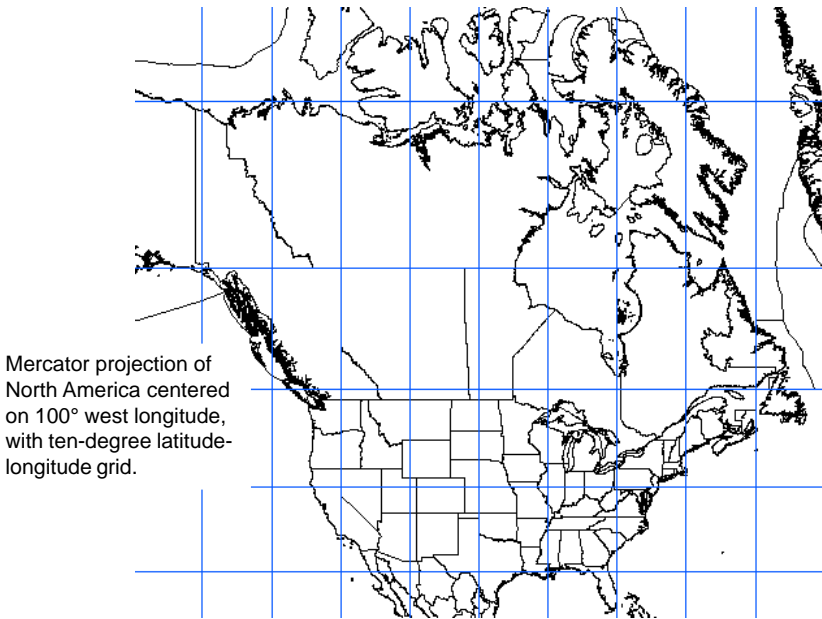 Mercator projection of
North America centered
on 100° west longitude,
with ten-degree latitude-
longitude grid.